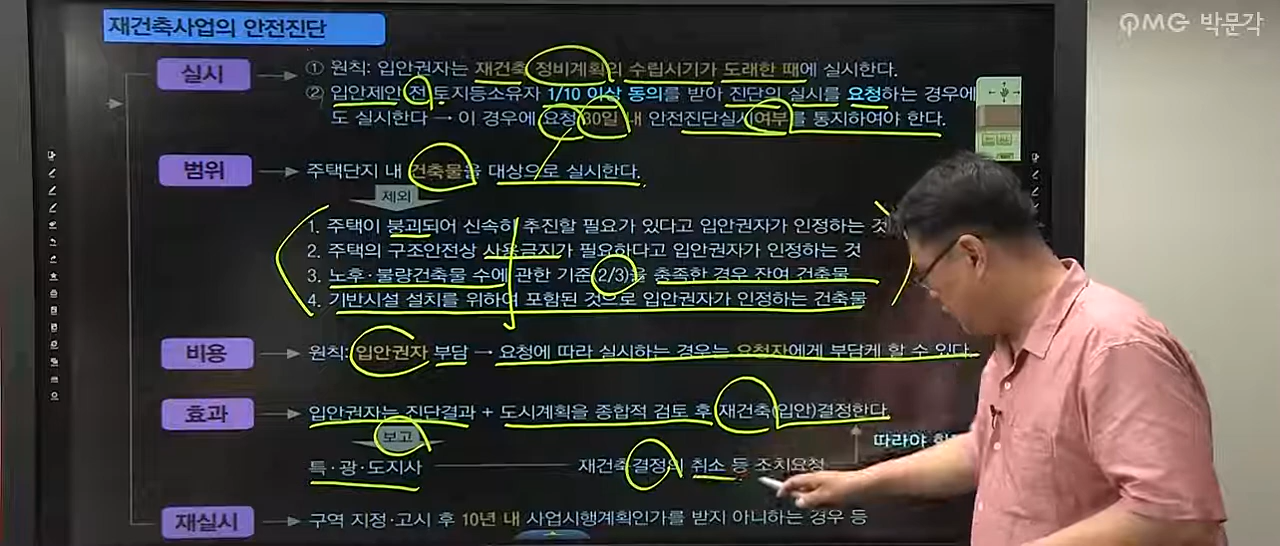 재건축사업의 안전진단
PMG 박문각
실시
① 원칙: 입안권자는 재건축 정비계획의 수립시기가 도래한 때에 실시한다.
② 입안제안 전 토지등소유자 1/10 이상 동의를 받아 진단의 실시를 요청하는 경우에
도 실시한다 → 이 경우에 요청 30일 내 안전진단실시여부를 통지하여야 한다.
범위
주택단지 내 건축물을 대상으로 실시한다.
제외
1. 주택이 붕괴되어 신속히 추진할 필요가 있다고 입안권자가 인정하는 것
2. 주택의 구조안전상 사용금지가 필요하다고 입안권자가 인정하는 것
3. 노후·불량건축물 수에 관한 기준(2/3)을 충족한 경우 잔여 건축물
4. 기반시설 설치를 위하여 포함된 것으로 입안권자가 인정하는 건축물
비용
원칙: 입안권자 부담 → 요청에 따라 실시하는 경우는 요청자에게 부담케 할 수 있다.
효과
입안권자는 진단결과 + 도시계획을 종합적 검토 후 재건축(입안)결정한다.
보고
따라야
특·광·도지사
재건축결정의 취소 등 조치요청
재실시
구역 지정·고시 후 10년 내 사업시행계획인가를 받지 아니하는 경우 등